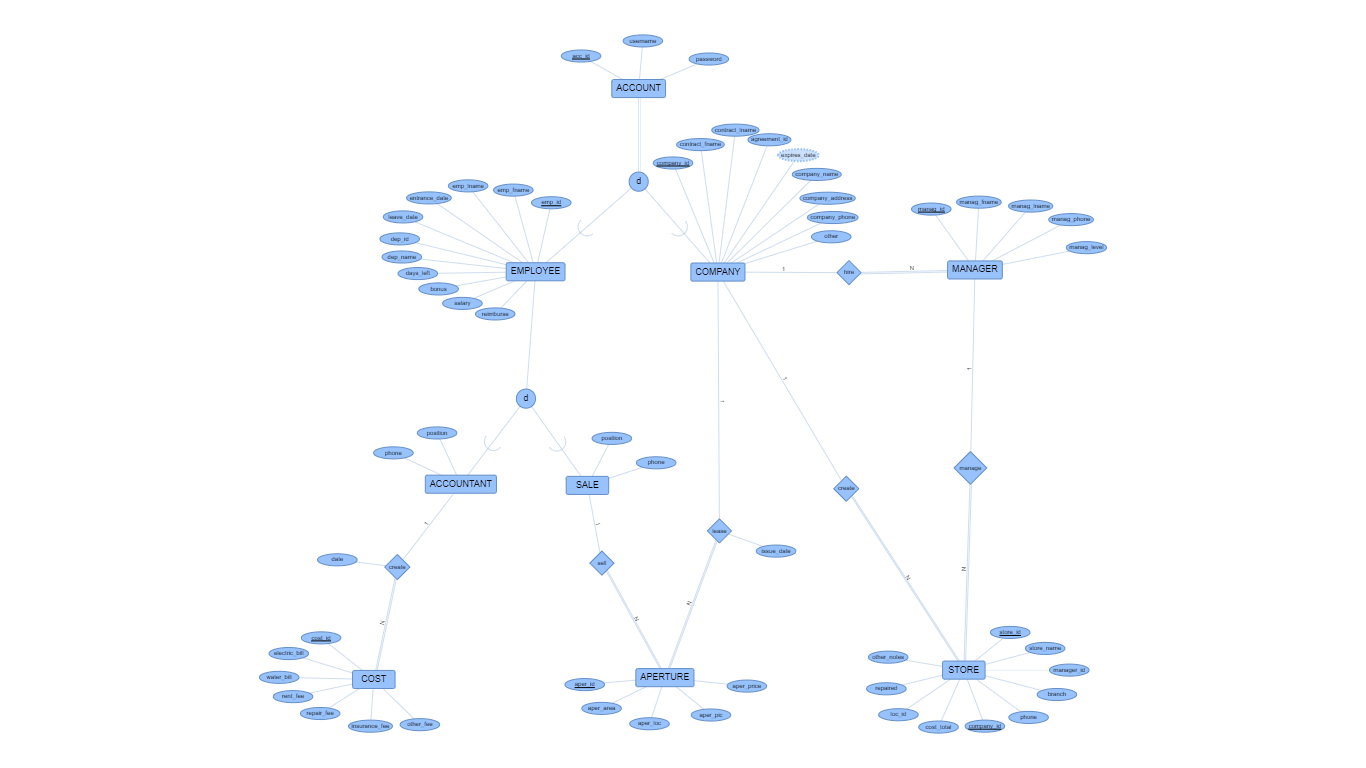 username
acc_id
password
ACCOUNT
contract_lname
agreement_id
contract_fname
expires_date
company_id
company_name
d
emp_lname
emp_fname
entrance_date
emp_id
company_address
manag_fname
manag_lname
manag_id
leave_date
company_phone
manag_phone
other
dep_id
manag_level
dep_name
days_left
EMPLOYEE
COMPANY
1
hire
N
MANAGER
bonus
salary
reimburse
1
1
1
d
position
position
phone
phone
ACCOUNTANT
SALE
manage
create
1
1
lease
issue_date
date
create
sell
N
N
N
N
N
cost_id
store_id
electric_bill
store_name
other_notes
water_bill
COST
APERTURE
STORE
manager_id
aper_id
aper_price
repaired
branch
rent_fee
aper_area
aper_pic
repair_fee
aper_loc
phone
insurance_fee
other_fee
cost_total
company_id